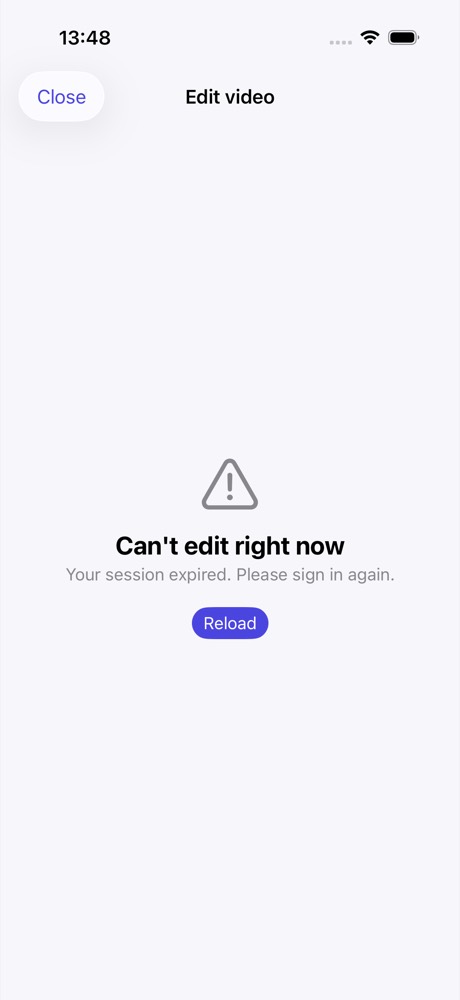 13:48
Close
Edit video
Can't edit right now
Your session expired. Please sign in again.
Reload